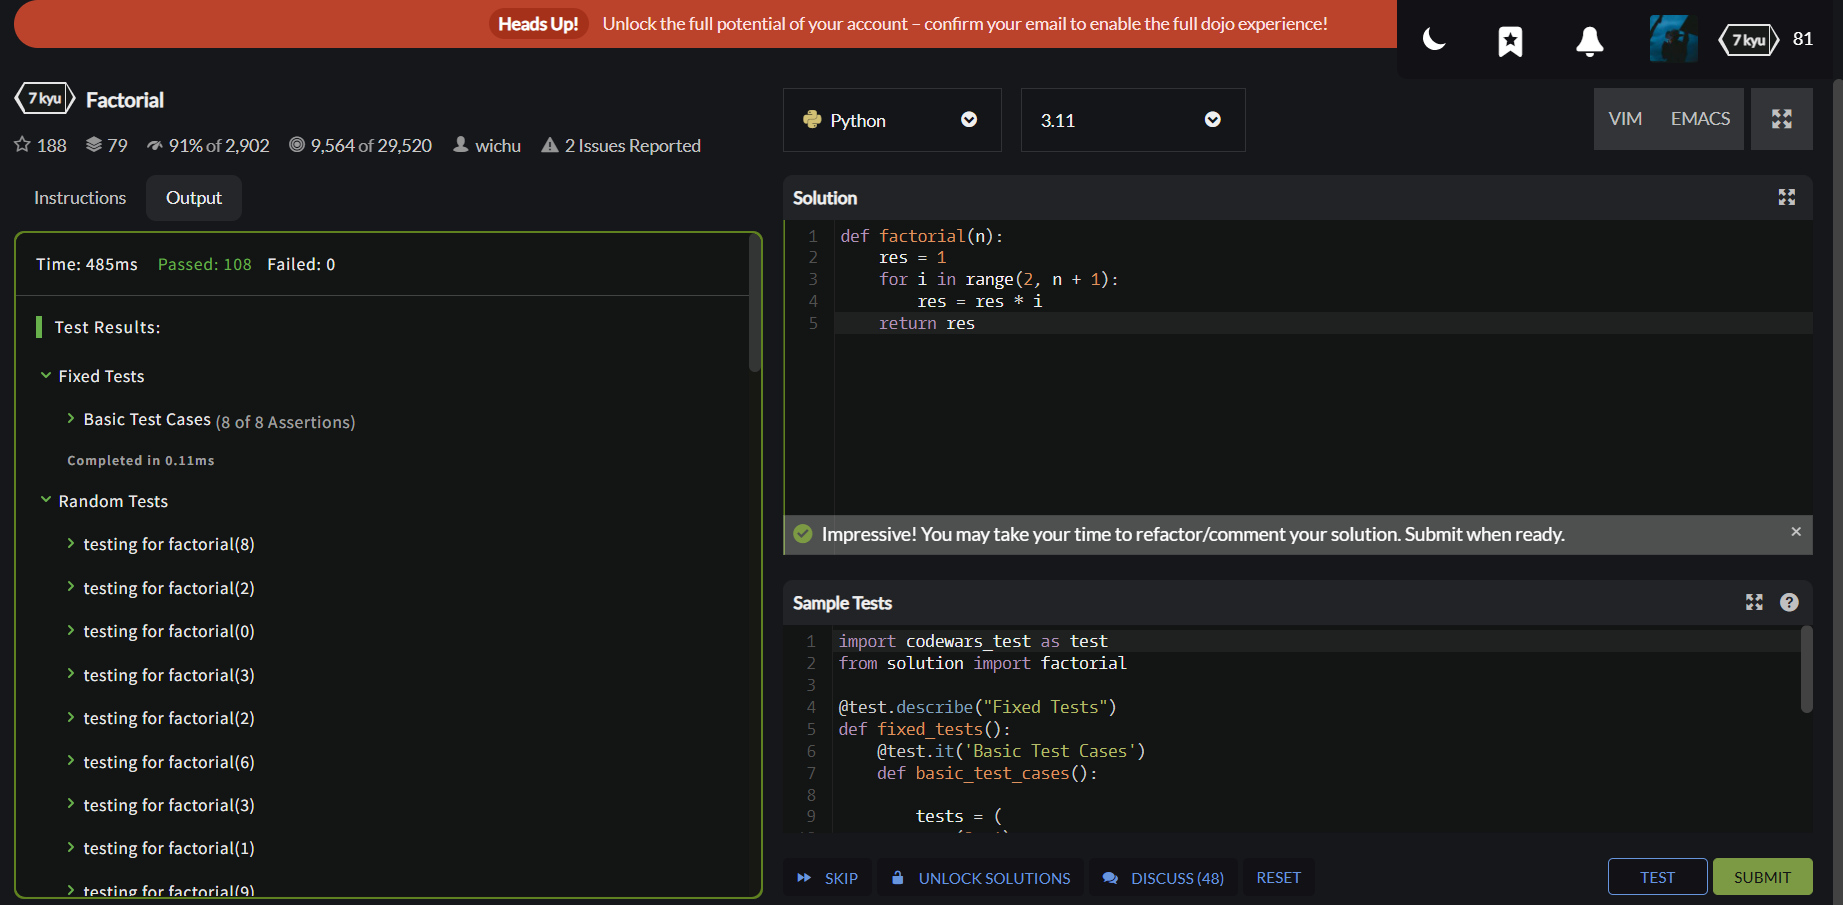 Heads Up! Unlock the full potential of your account – confirm your email to enable the full dojo experience!
7 kyu 81
7 kyu Factorial
188 79 91% of 2,902 9,564 of 29,520 wichu 2 Issues Reported
Instructions Output
Time: 485ms Passed: 108 Failed: 0
Test Results:
Fixed Tests
Basic Test Cases (8 of 8 Assertions)
Completed in 0.11ms
Random Tests
testing for factorial(8)
testing for factorial(2)
testing for factorial(0)
testing for factorial(3)
testing for factorial(2)
testing for factorial(6)
testing for factorial(3)
testing for factorial(1)
testing for factorial(9)
Python 3.11 VIM EMACS
Solution
1 def factorial(n):
2     res = 1
3     for i in range(2, n + 1):
4         res = res * i
5     return res
Impressive! You may take your time to refactor/comment your solution. Submit when ready. ×
Sample Tests ?
1 import codewars_test as test
2 from solution import factorial
3
4 @test.describe("Fixed Tests")
5 def fixed_tests():
6     @test.it('Basic Test Cases')
7     def basic_test_cases():
8
9         tests = (
SKIP UNLOCK SOLUTIONS DISCUSS (48) RESET TEST SUBMIT